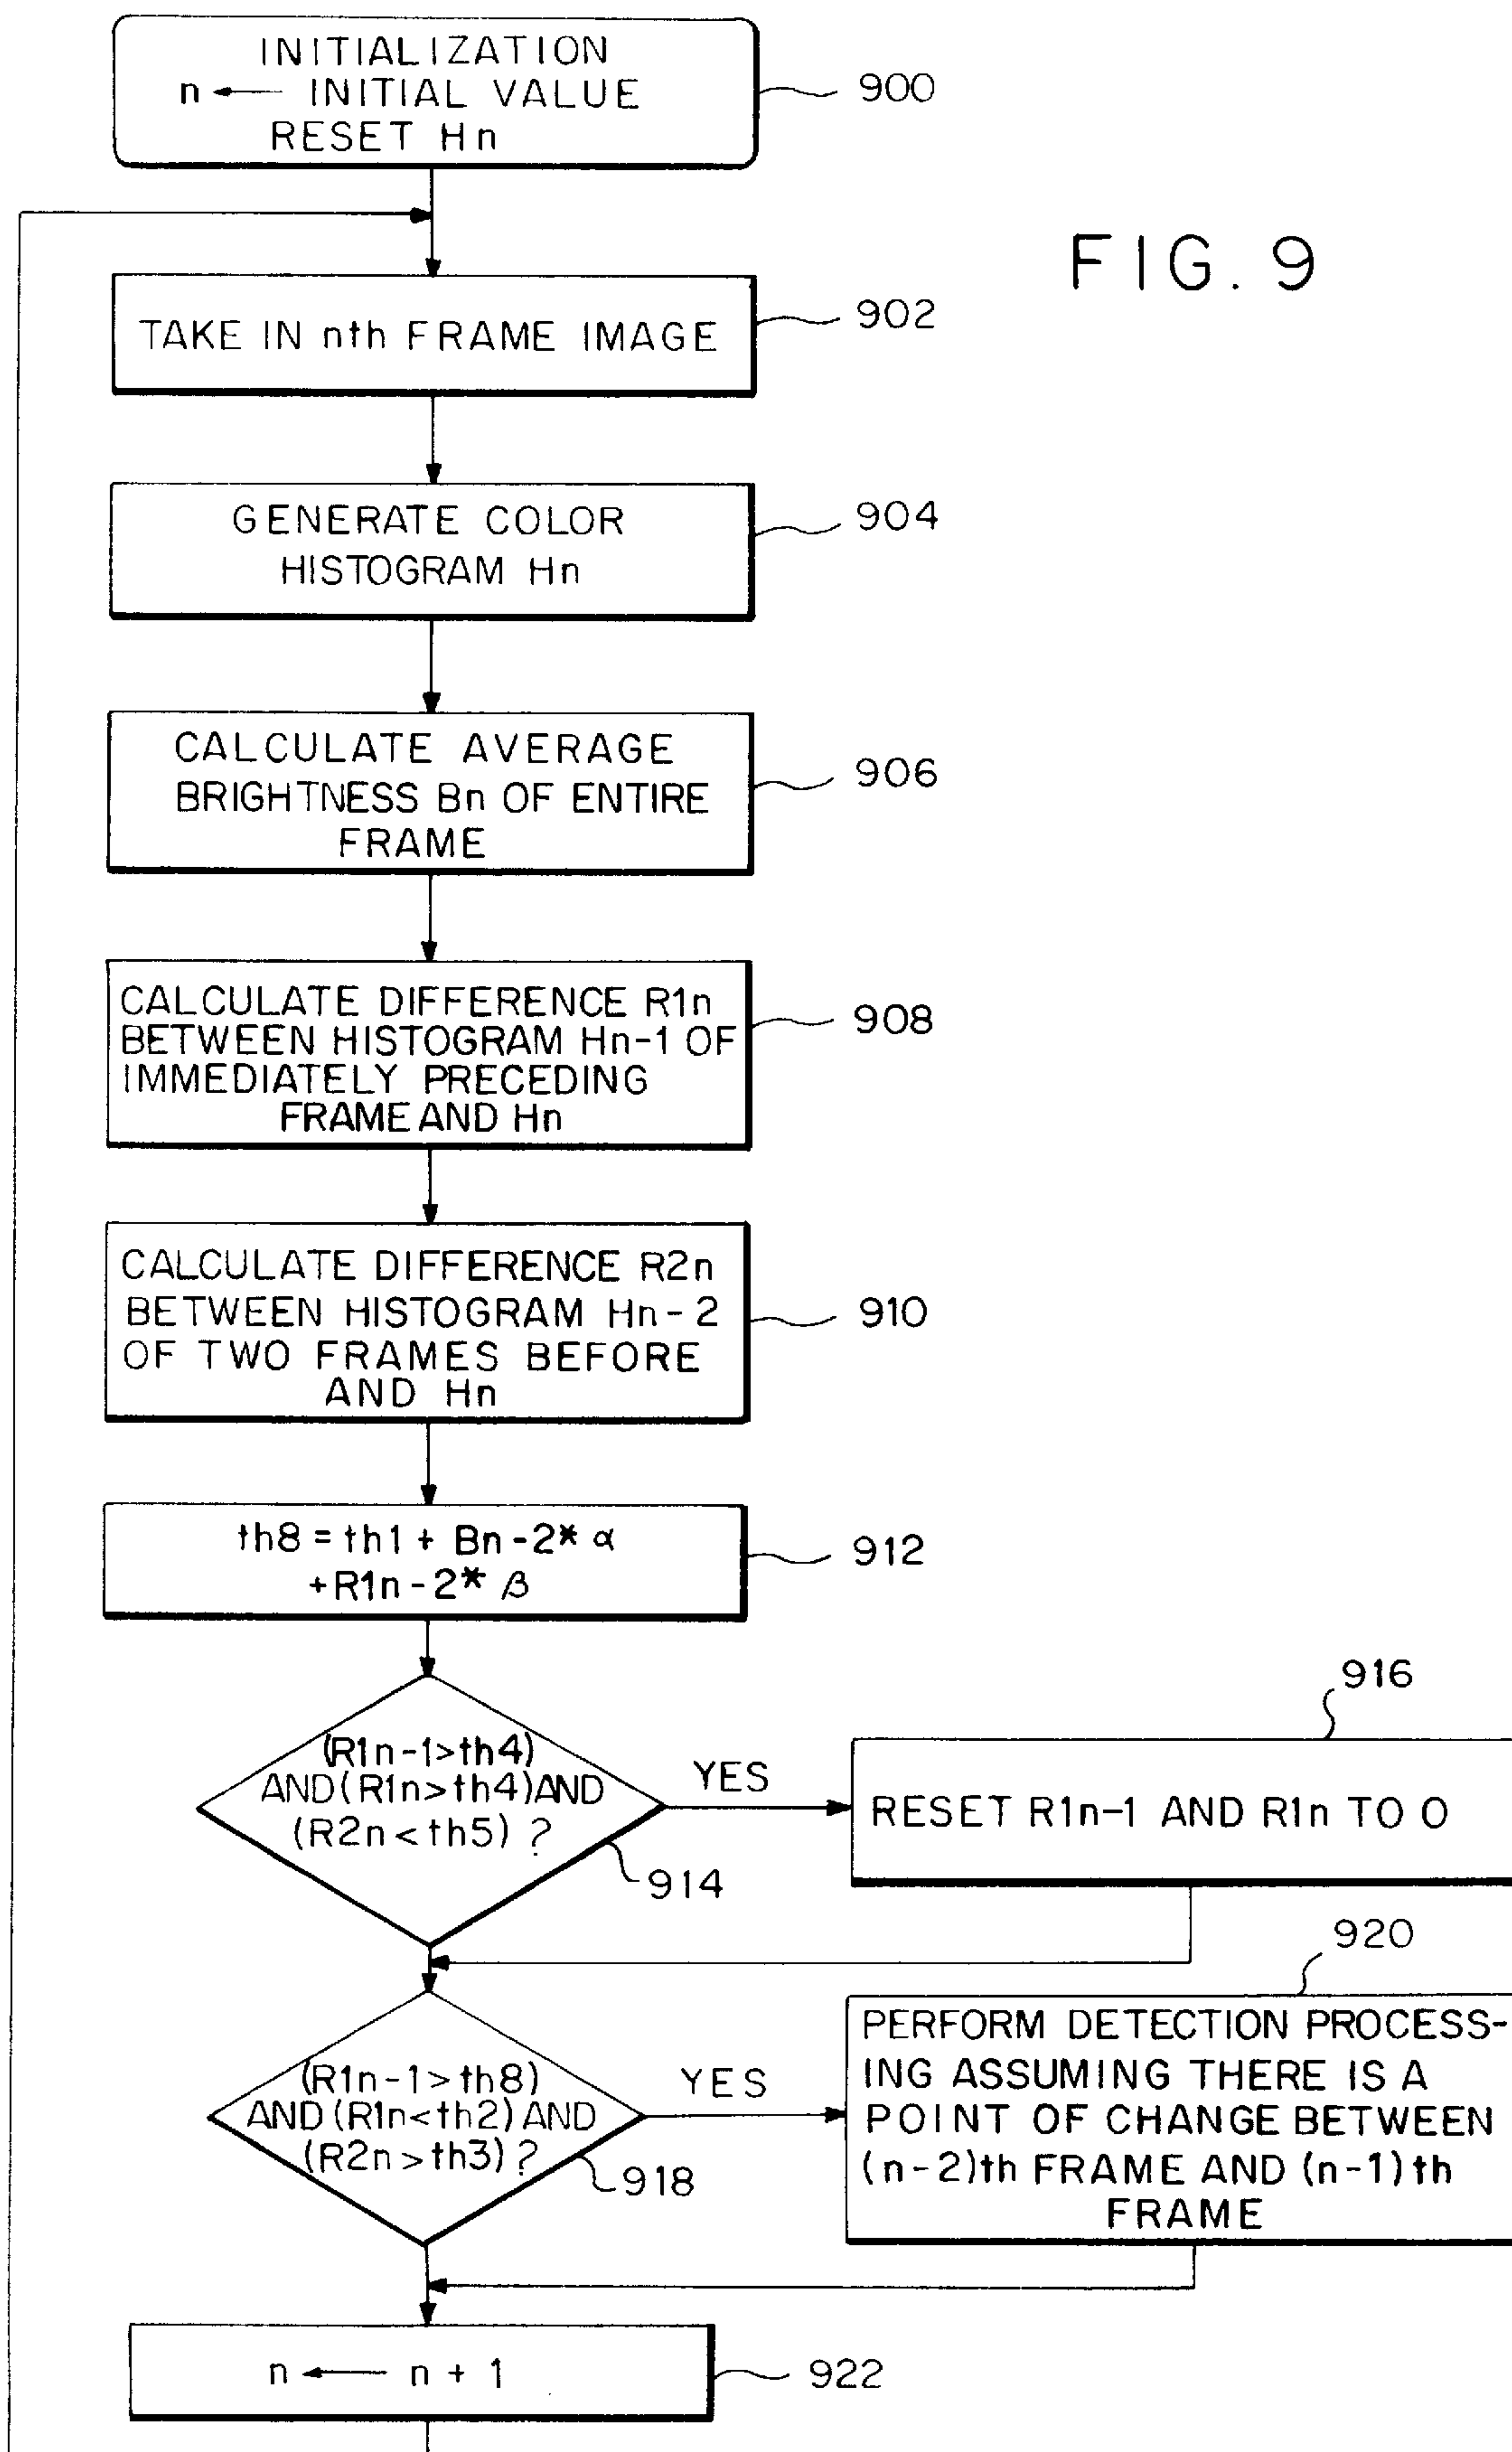 INITIALIZATION
n ← INITIAL VALUE
RESET Hn
900
FIG. 9
TAKE IN nth FRAME IMAGE
902
GENERATE COLOR
HISTOGRAM Hn
904
CALCULATE AVERAGE
BRIGHTNESS Bn OF ENTIRE
FRAME
906
CALCULATE DIFFERENCE R1n
BETWEEN HISTOGRAM Hn-1 OF
IMMEDIATELY PRECEDING
FRAME AND Hn
908
CALCULATE DIFFERENCE R2n
BETWEEN HISTOGRAM Hn-2
OF TWO FRAMES BEFORE
AND Hn
910
th8 = th1 + Bn-2* α
+R1n-2* β
912
(R1n-1>th4)
AND(R1n>th4)AND
(R2n<th5) ?
914
YES
916
RESET R1n-1 AND R1n TO 0
(R1n-1>th8)
AND(R1n<th2)AND
(R2n>th3) ?
918
YES
920
PERFORM DETECTION PROCESS-
ING ASSUMING THERE IS A
POINT OF CHANGE BETWEEN
(n-2)th FRAME AND (n-1)th
FRAME
n ← n + 1
922